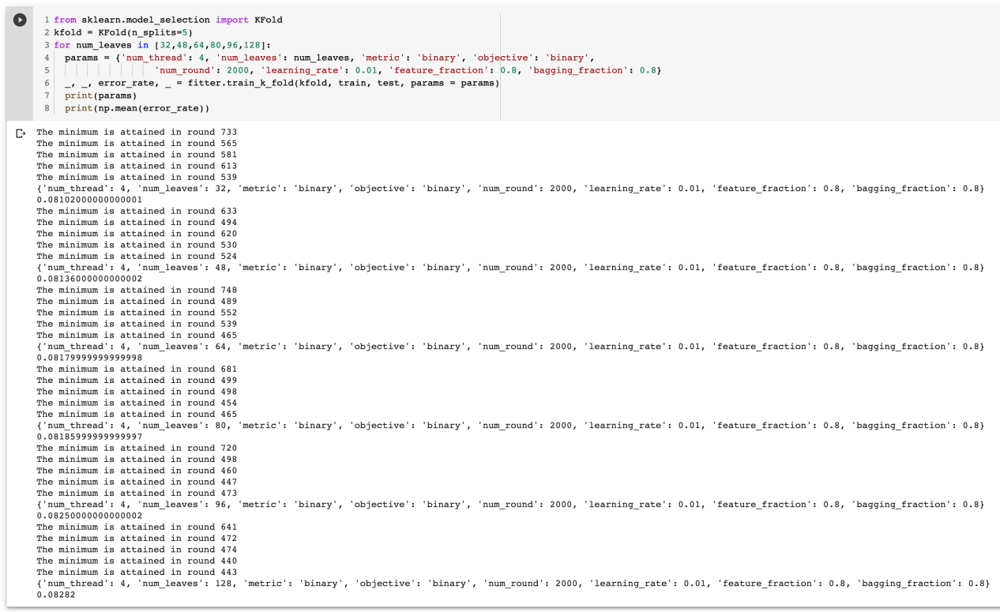 1 from sklearn.model_selection import KFold
2 kfold = KFold(n_splits=5)
3 for num_leaves in [32,48,64,80,96,128]:
4   params = {'num_thread': 4, 'num_leaves': num_leaves, 'metric': 'binary', 'objective': 'binary',
5             'num_round': 2000, 'learning_rate': 0.01, 'feature_fraction': 0.8, 'bagging_fraction': 0.8}
6   _, _, error_rate, _ = fitter.train_k_fold(kfold, train, test, params = params)
7   print(params)
8   print(np.mean(error_rate))
The minimum is attained in round 733
The minimum is attained in round 565
The minimum is attained in round 581
The minimum is attained in round 613
The minimum is attained in round 539
{'num_thread': 4, 'num_leaves': 32, 'metric': 'binary', 'objective': 'binary', 'num_round': 2000, 'learning_rate': 0.01, 'feature_fraction': 0.8, 'bagging_fraction': 0.8}
0.08102000000000001
The minimum is attained in round 633
The minimum is attained in round 494
The minimum is attained in round 620
The minimum is attained in round 530
The minimum is attained in round 524
{'num_thread': 4, 'num_leaves': 48, 'metric': 'binary', 'objective': 'binary', 'num_round': 2000, 'learning_rate': 0.01, 'feature_fraction': 0.8, 'bagging_fraction': 0.8}
0.08136000000000002
The minimum is attained in round 748
The minimum is attained in round 489
The minimum is attained in round 552
The minimum is attained in round 539
The minimum is attained in round 465
{'num_thread': 4, 'num_leaves': 64, 'metric': 'binary', 'objective': 'binary', 'num_round': 2000, 'learning_rate': 0.01, 'feature_fraction': 0.8, 'bagging_fraction': 0.8}
0.08179999999999998
The minimum is attained in round 681
The minimum is attained in round 499
The minimum is attained in round 498
The minimum is attained in round 454
The minimum is attained in round 465
{'num_thread': 4, 'num_leaves': 80, 'metric': 'binary', 'objective': 'binary', 'num_round': 2000, 'learning_rate': 0.01, 'feature_fraction': 0.8, 'bagging_fraction': 0.8}
0.08185999999999997
The minimum is attained in round 720
The minimum is attained in round 498
The minimum is attained in round 460
The minimum is attained in round 447
The minimum is attained in round 473
{'num_thread': 4, 'num_leaves': 96, 'metric': 'binary', 'objective': 'binary', 'num_round': 2000, 'learning_rate': 0.01, 'feature_fraction': 0.8, 'bagging_fraction': 0.8}
0.08250000000000002
The minimum is attained in round 641
The minimum is attained in round 472
The minimum is attained in round 474
The minimum is attained in round 440
The minimum is attained in round 443
{'num_thread': 4, 'num_leaves': 128, 'metric': 'binary', 'objective': 'binary', 'num_round': 2000, 'learning_rate': 0.01, 'feature_fraction': 0.8, 'bagging_fraction': 0.8}
0.08282